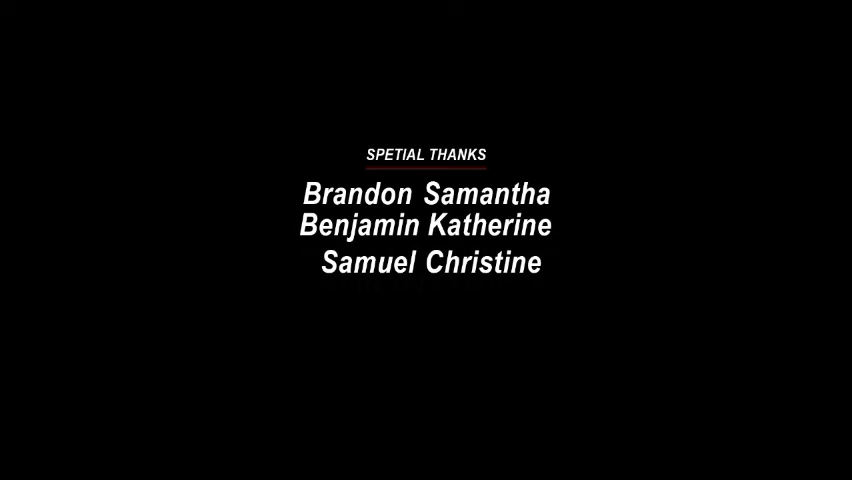 SPETIAL THANKS
Brandon Samantha
Benjamin Katherine
Samuel Christine